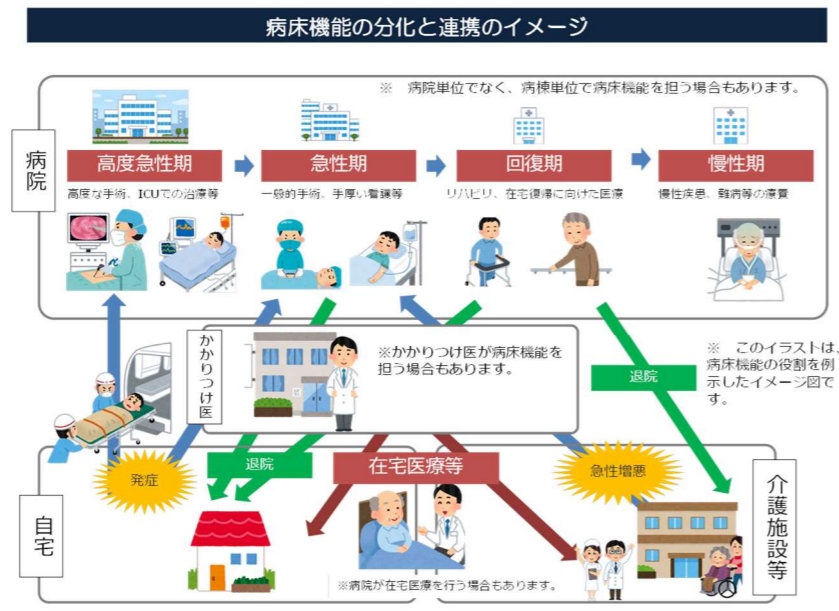 病床機能の分化と連携のイメージ
※　病院単位でなく、病棟単位で病床機能を担う場合もあります。
病院
高度急性期
急性期
回復期
慢性期
高度な手術、ICUでの治療等
一般的手術、手厚い看護等
リハビリ、在宅復帰に向けた医療
慢性疾患、難病等の療養
かかりつけ医
※かかりつけ医が病床機能を
担う場合もあります。
退院
※　このイラストは、
病床機能の役割を例
示したイメージ図で
す。
発症
退院
在宅医療等
急性増悪
自宅
介護施設等
※病院が在宅医療を行う場合もあります。